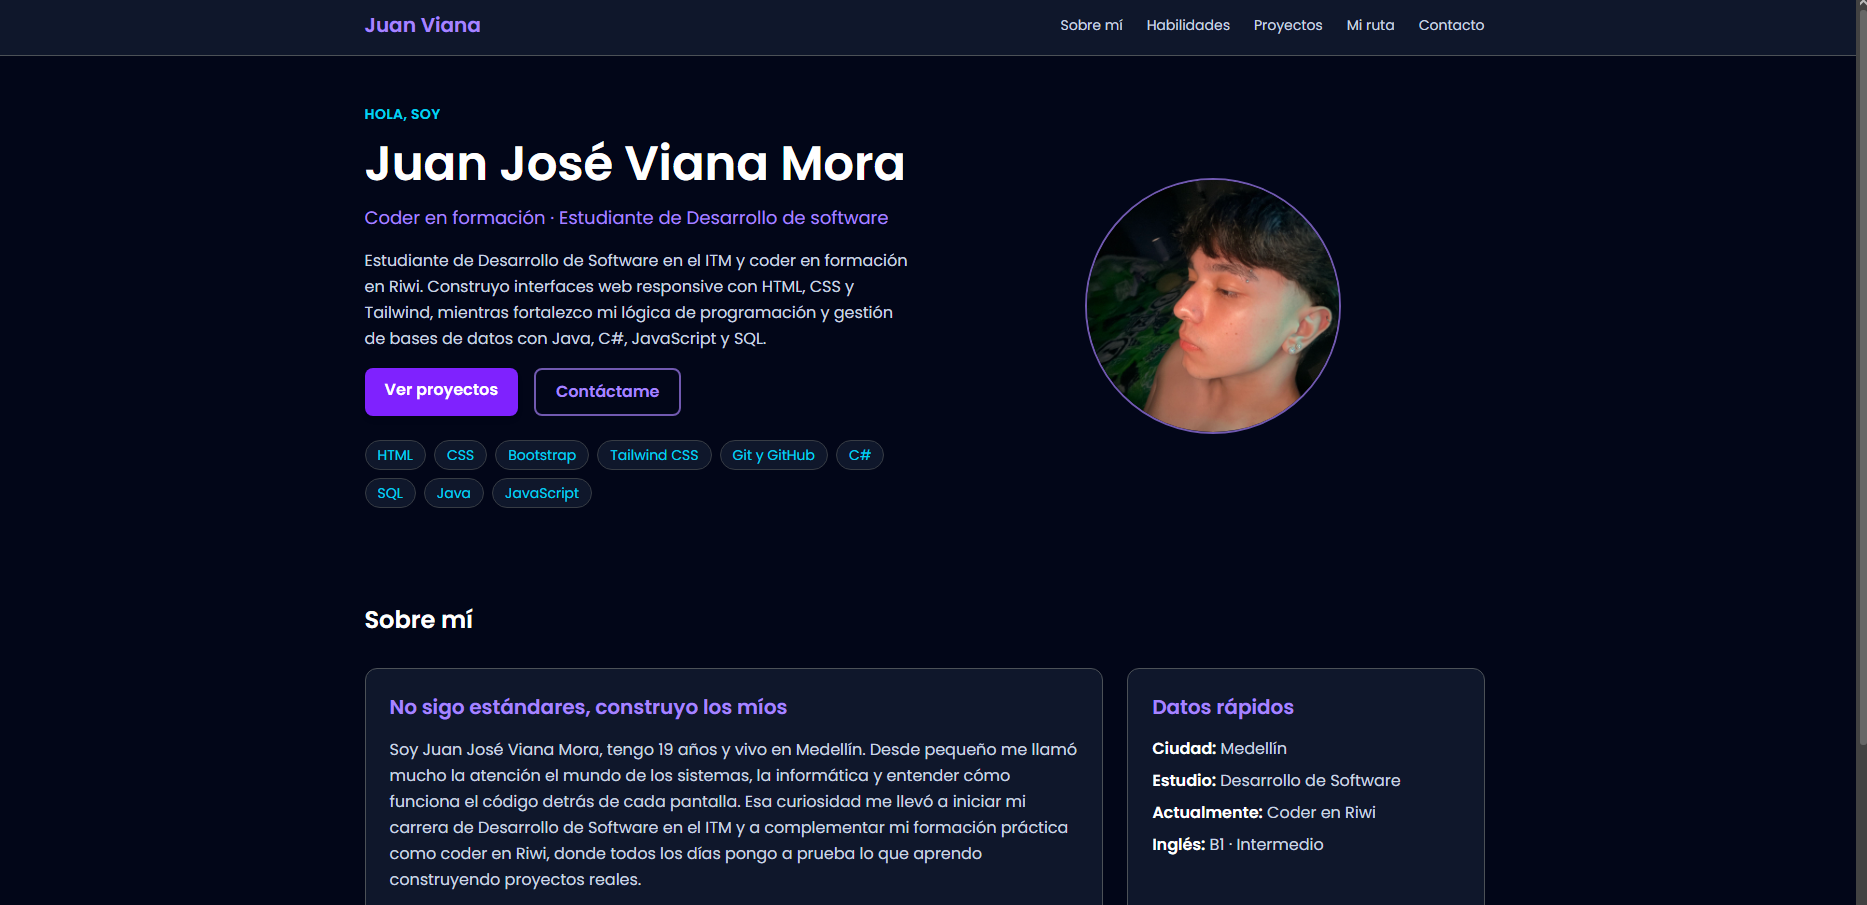 Juan Viana
Sobre mí Habilidades Proyectos Mi ruta Contacto
HOLA, SOY
Juan José Viana Mora
Coder en formación · Estudiante de Desarrollo de software
Estudiante de Desarrollo de Software en el ITM y coder en formación
en Riwi. Construyo interfaces web responsive con HTML, CSS y
Tailwind, mientras fortalezco mi lógica de programación y gestión
de bases de datos con Java, C#, JavaScript y SQL.
Ver proyectos Contáctame
HTML CSS Bootstrap Tailwind CSS Git y GitHub C#
SQL Java JavaScript
Sobre mí
No sigo estándares, construyo los míos
Soy Juan José Viana Mora, tengo 19 años y vivo en Medellín. Desde pequeño me llamó
mucho la atención el mundo de los sistemas, la informática y entender cómo
funciona el código detrás de cada pantalla. Esa curiosidad me llevó a iniciar mi
carrera de Desarrollo de Software en el ITM y a complementar mi formación práctica
como coder en Riwi, donde todos los días pongo a prueba lo que aprendo
construyendo proyectos reales.
Datos rápidos
Ciudad: Medellín
Estudio: Desarrollo de Software
Actualmente: Coder en Riwi
Inglés: B1 · Intermedio